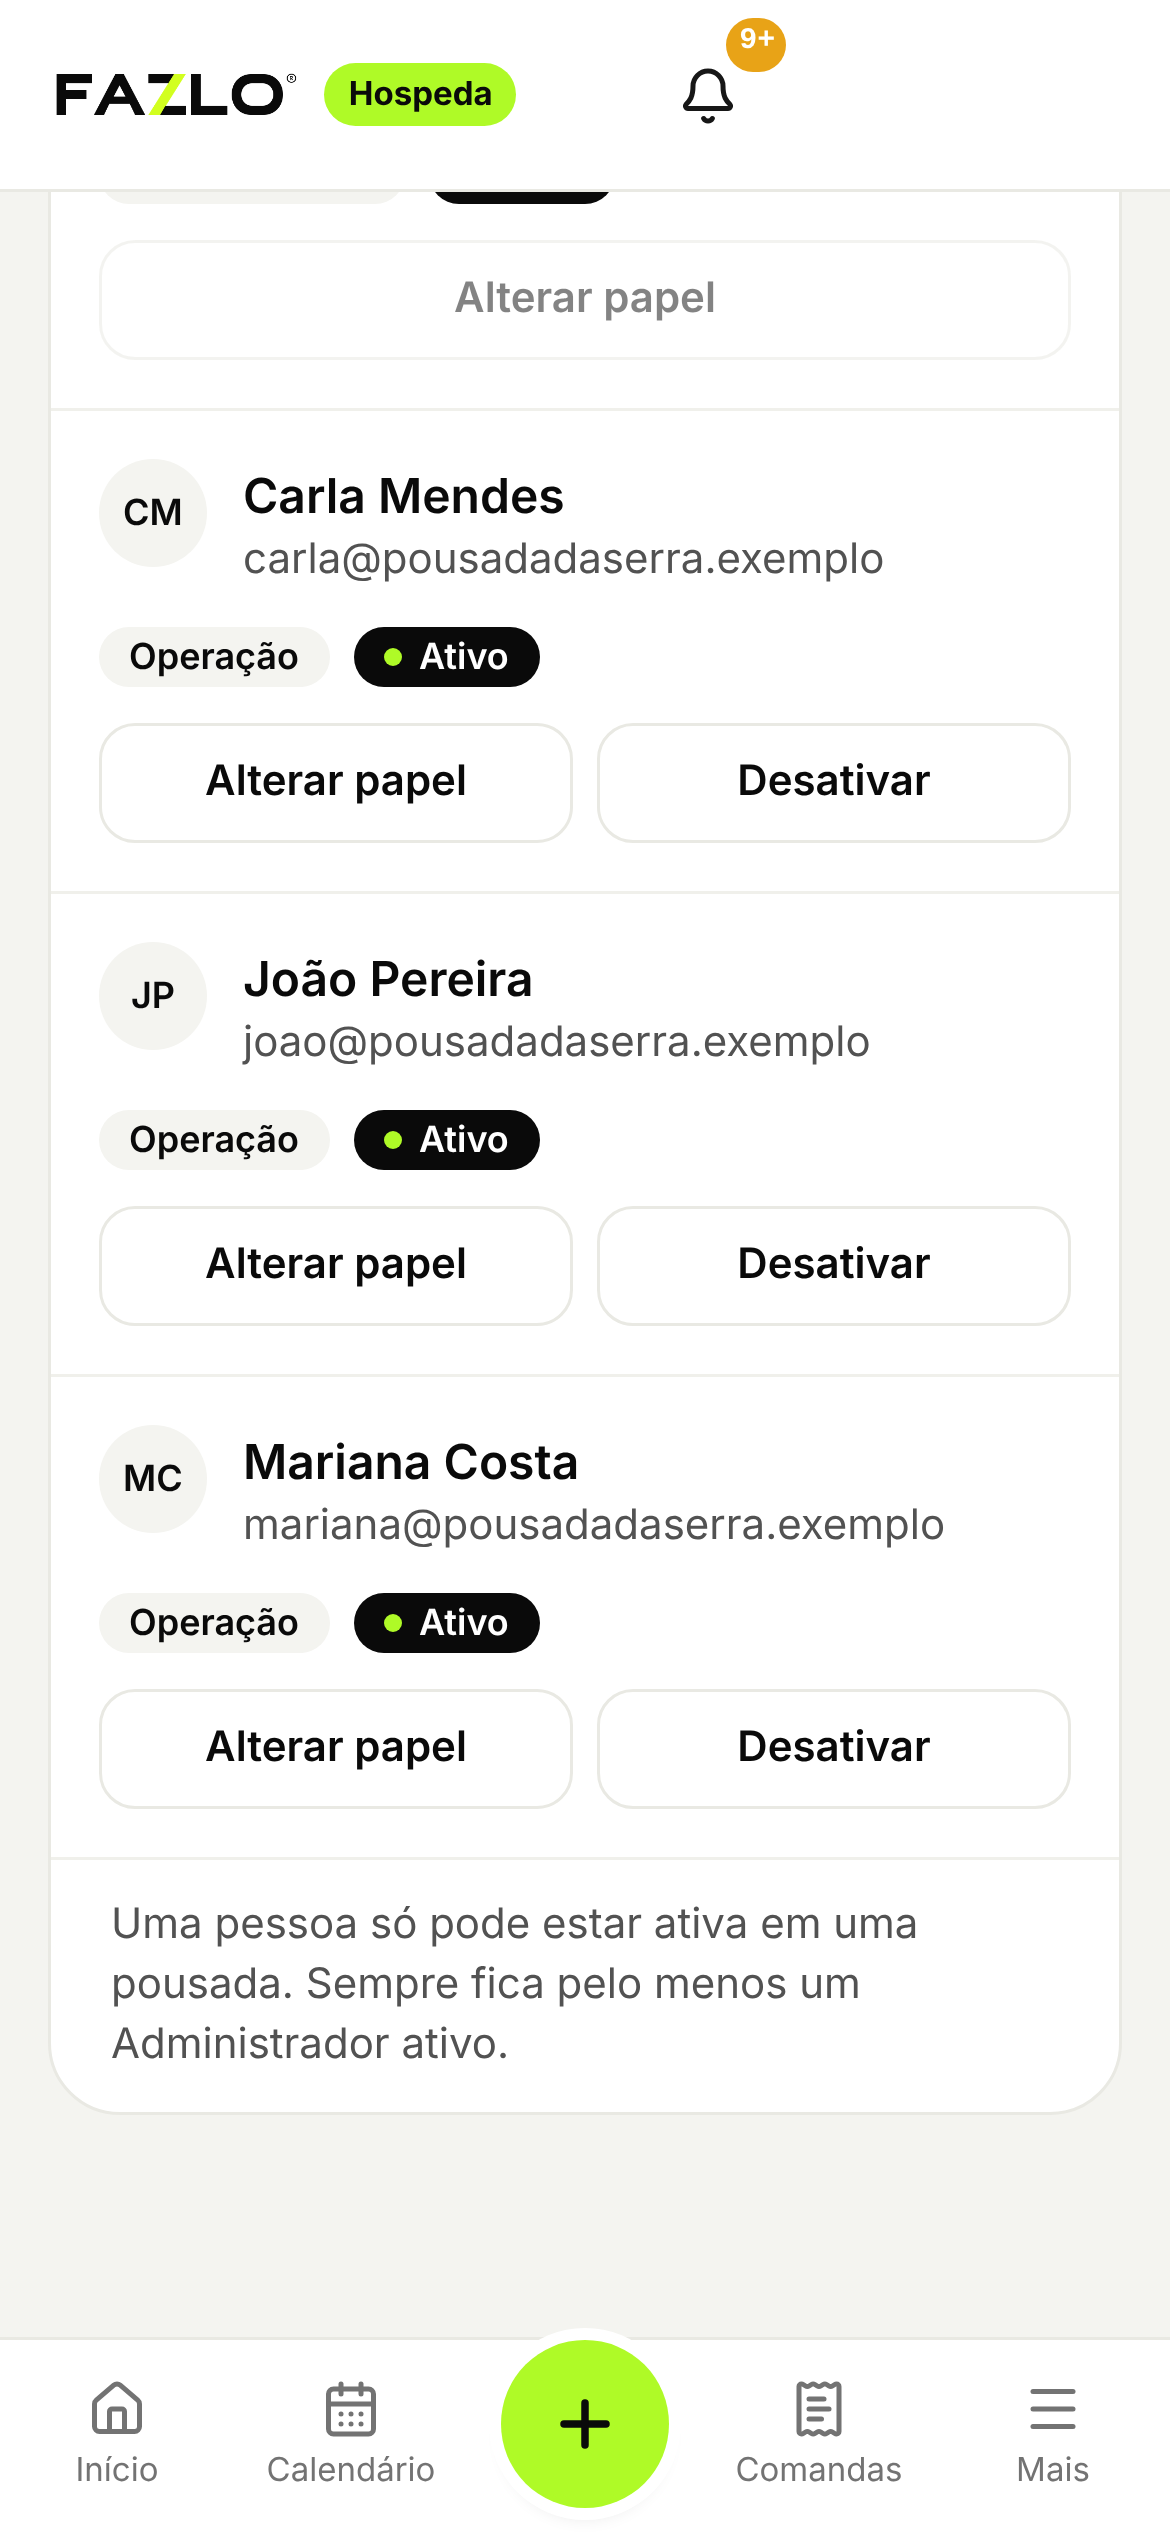 FAZLO®
Hospeda
9+
Alterar papel
CM
Carla Mendes
carla@pousadadaserra.exemplo
Operação
Ativo
Alterar papel
Desativar
JP
João Pereira
joao@pousadadaserra.exemplo
Operação
Ativo
Alterar papel
Desativar
MC
Mariana Costa
mariana@pousadadaserra.exemplo
Operação
Ativo
Alterar papel
Desativar
Uma pessoa só pode estar ativa em uma
pousada. Sempre fica pelo menos um
Administrador ativo.
Início
Calendário
Comandas
Mais